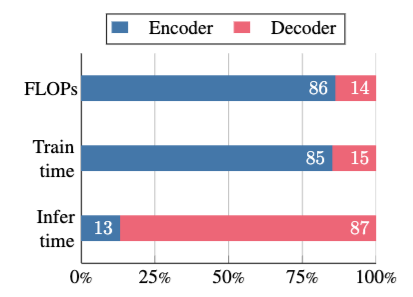 Encoder Decoder
FLOPs 86 14
Train
time 85 15
Infer
time 13 87
0% 25% 50% 75% 100%